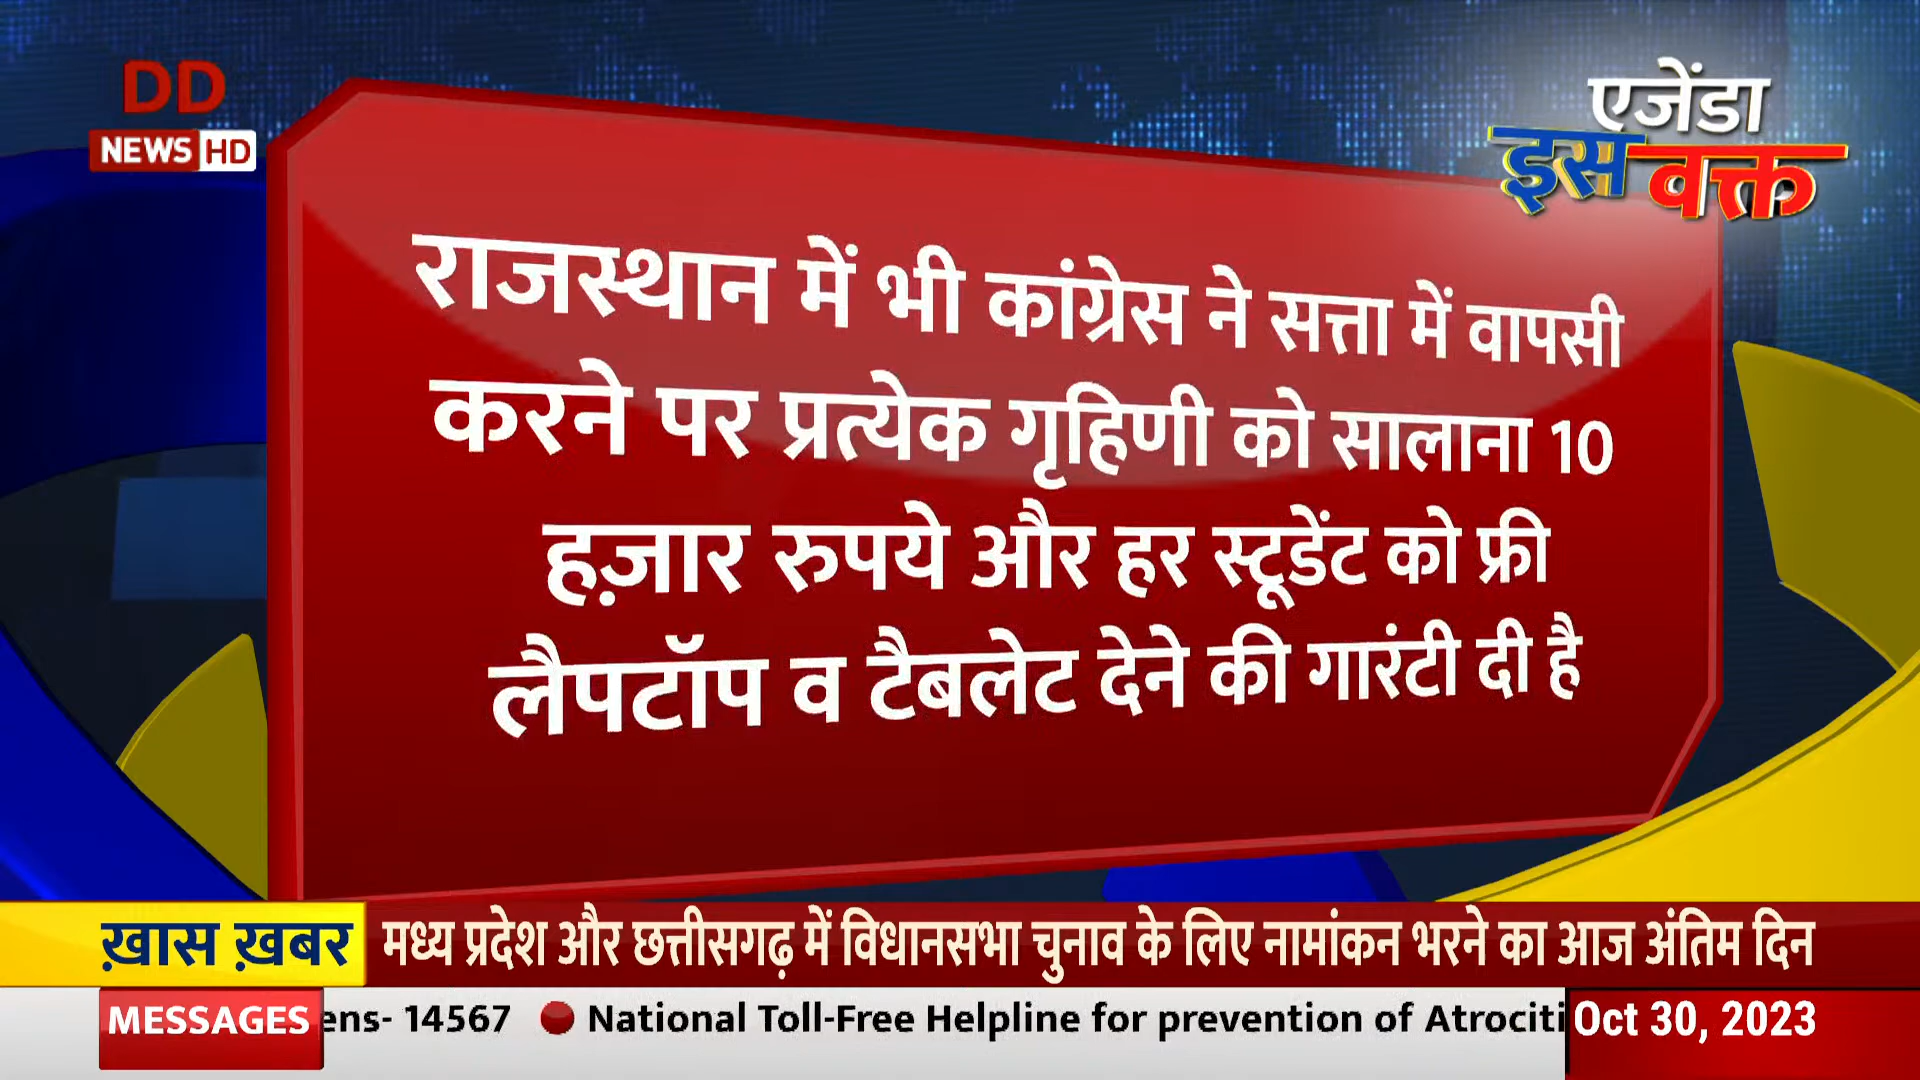 DD
NEWS HD
एजेंडा
इस वक्त
राजस्थान में भी कांग्रेस ने सत्ता में वापसी
करने पर प्रत्येक गृहिणी को सालाना 10
हज़ार रुपये और हर स्टूडेंट को फ्री
लैपटॉप व टैबलेट देने की गारंटी दी है
ख़ास ख़बर मध्य प्रदेश और छत्तीसगढ़ में विधानसभा चुनाव के लिए नामांकन भरने का आज अंतिम दिन
MESSAGES ens- 14567 National Toll-Free Helpline for prevention of Atrociti Oct 30, 2023